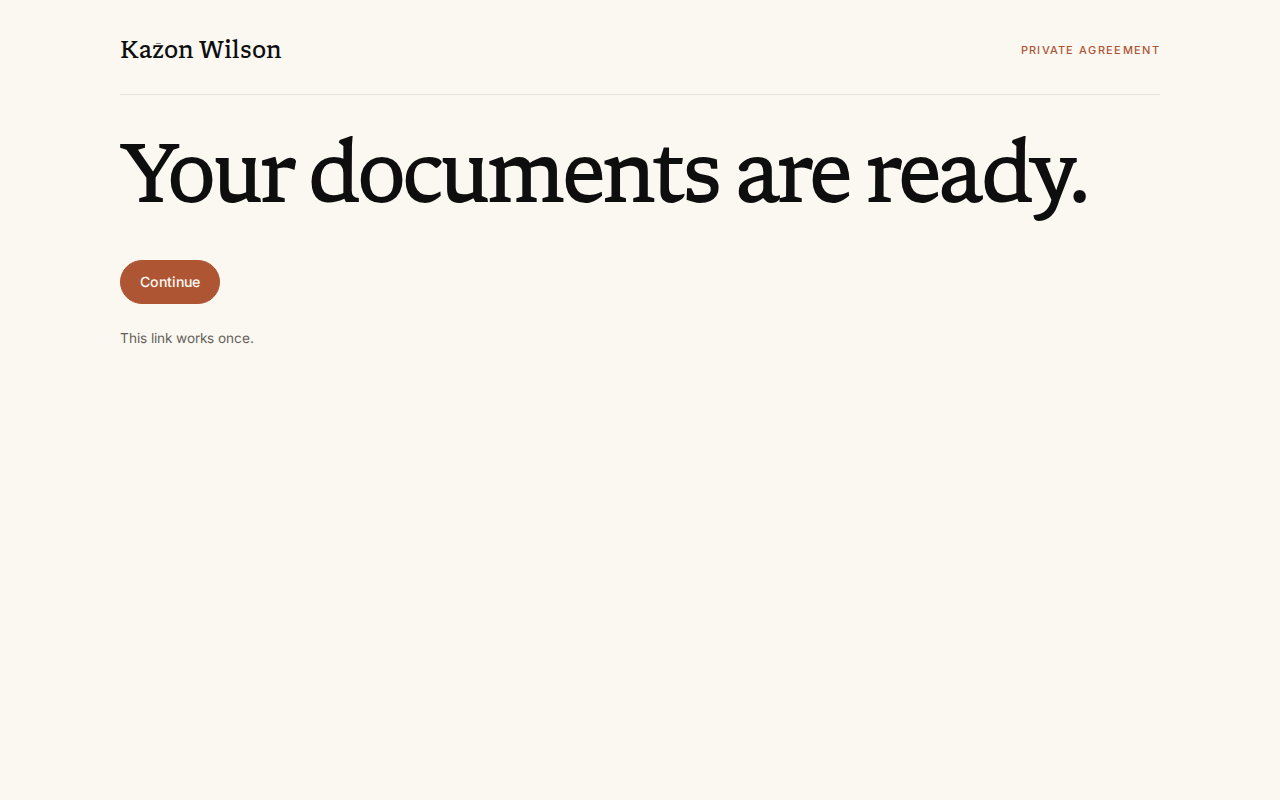 Kažon Wilson
PRIVATE AGREEMENT
Your documents are ready.
Continue
This link works once.